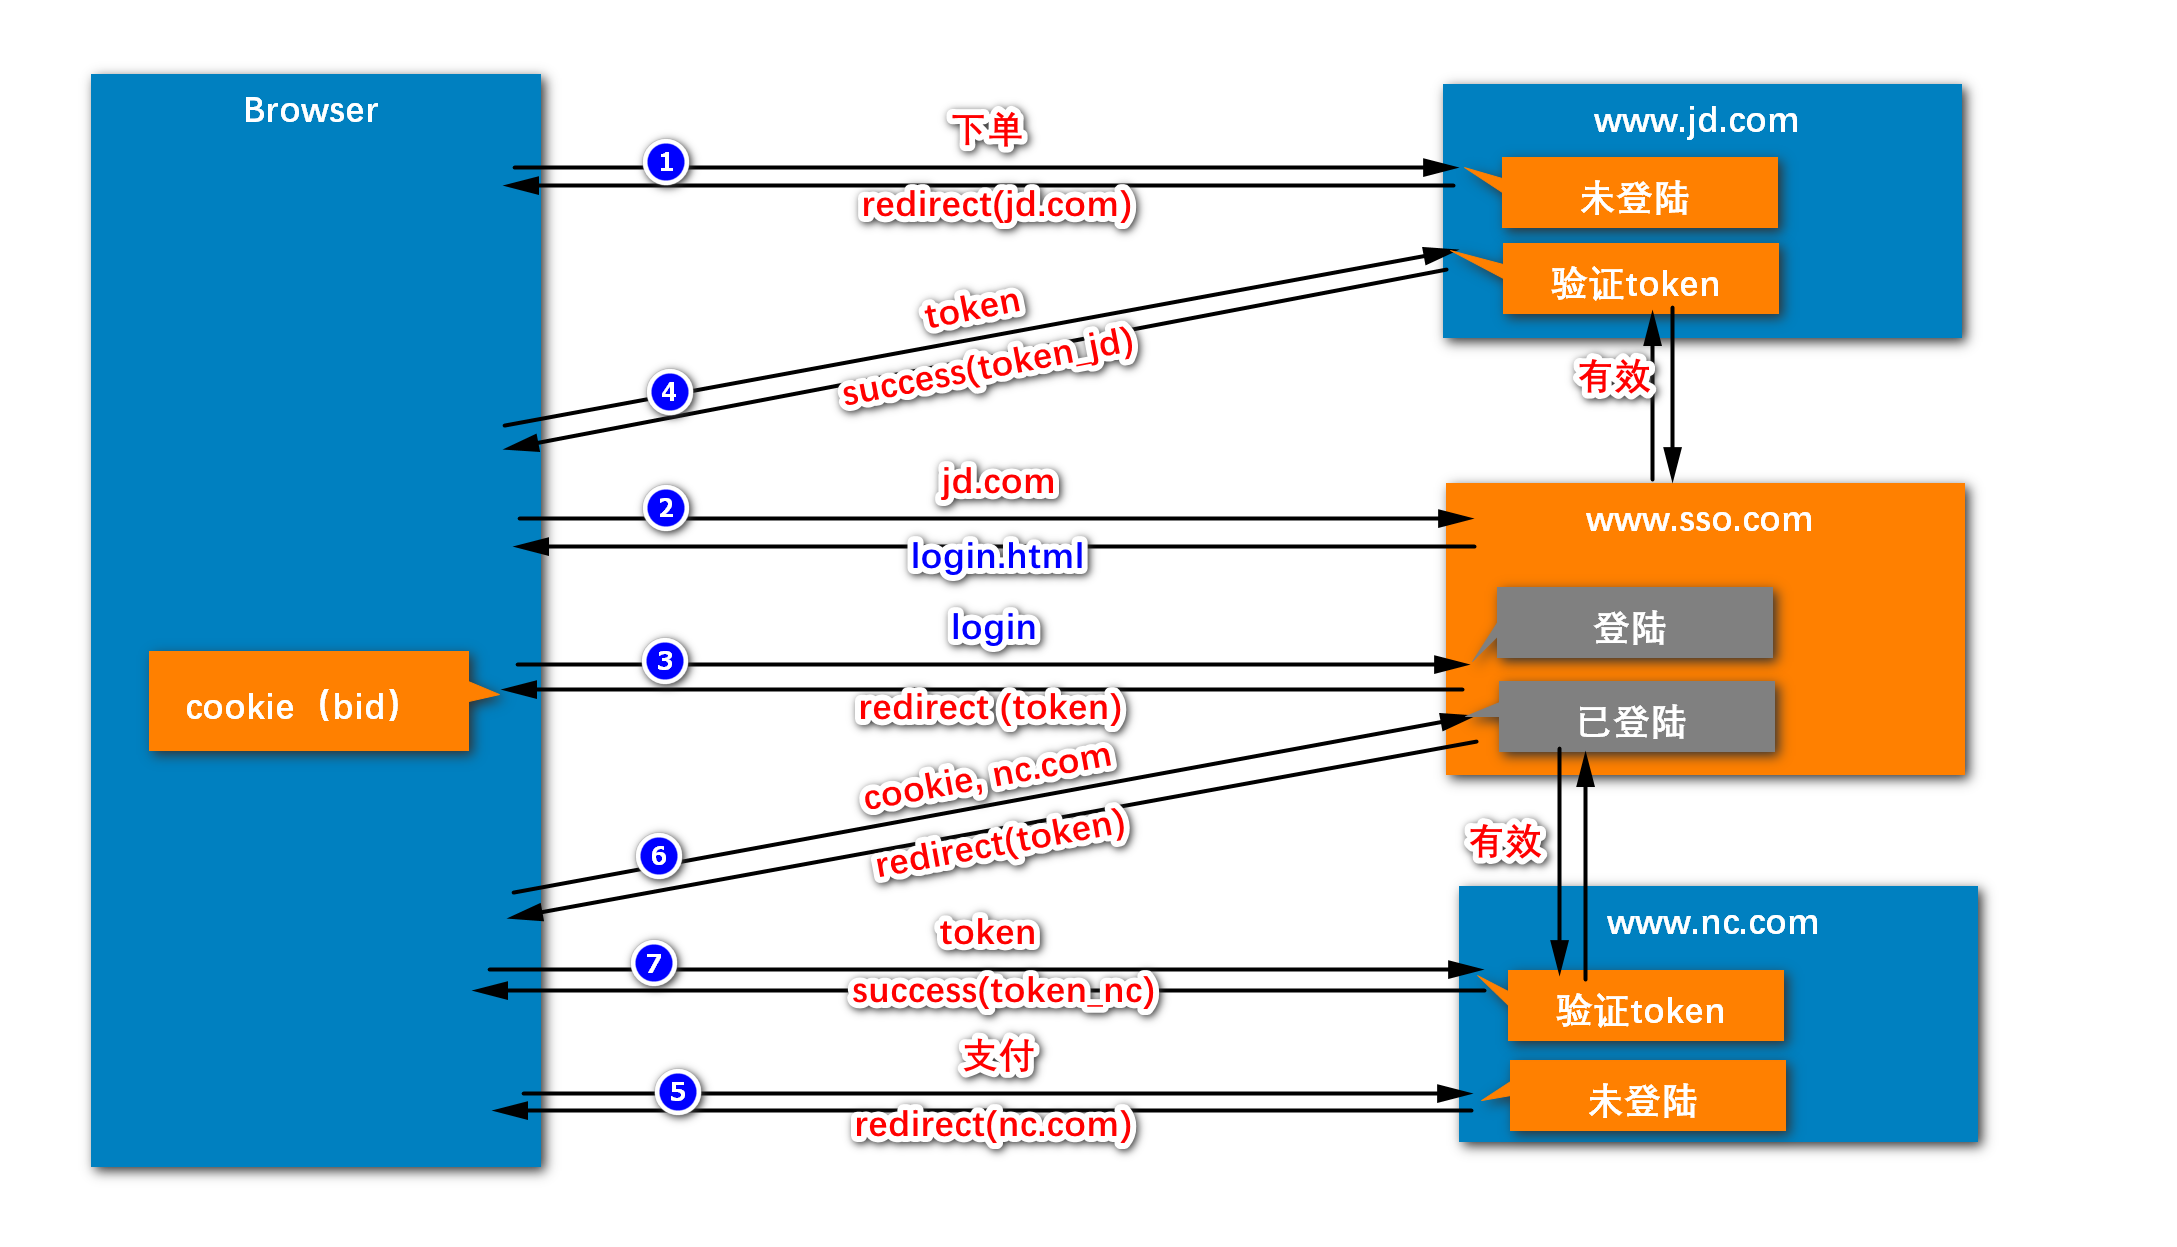 Browser
www.jd.com
下单
1
redirect(jd.com)
未登陆
验证token
token
success(token_jd)
4
有效
jd.com
2
login.html
www.sso.com
login
3
登陆
redirect (token)
cookie（bid）
已登陆
cookie, nc.com
redirect(token)
6
有效
www.nc.com
token
7
success(token_nc)
验证token
支付
5
redirect(nc.com)
未登陆